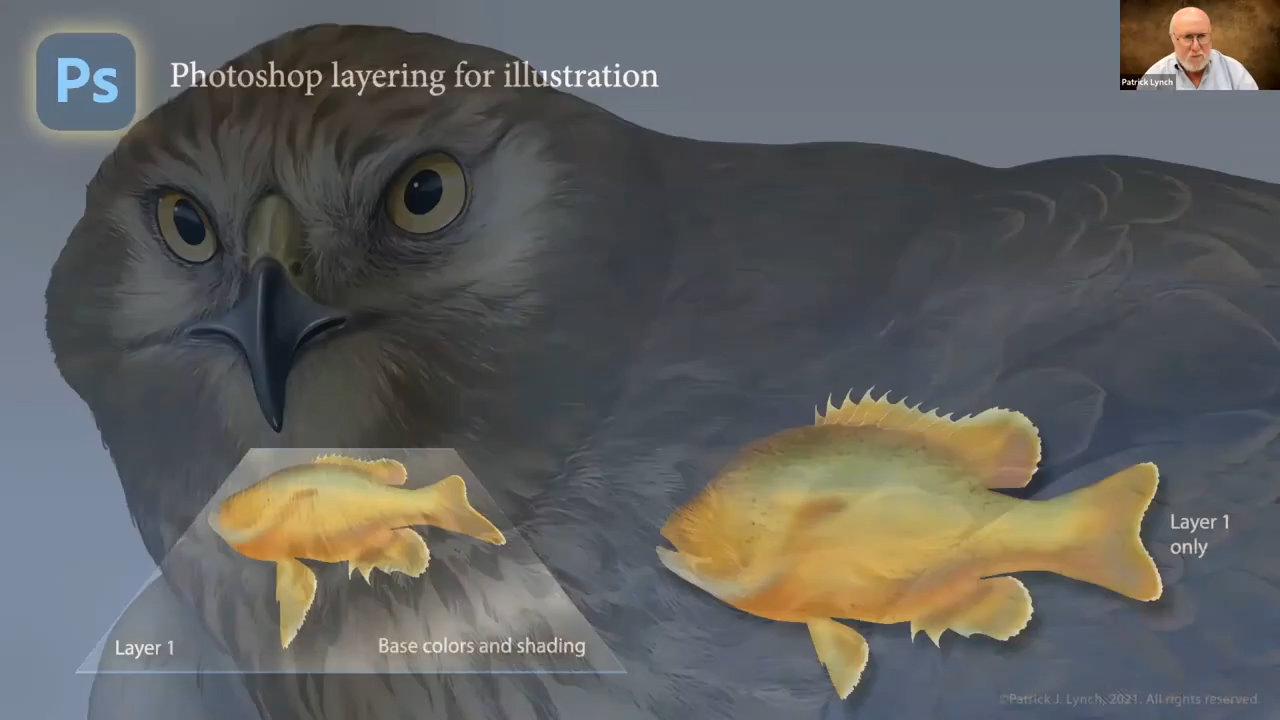 Ps
Photoshop layering for illustration
Patrick Lynch
Layer 1
only
Layer 1
Base colors and shading
©Patrick J. Lynch, 2021. All rights reserved.